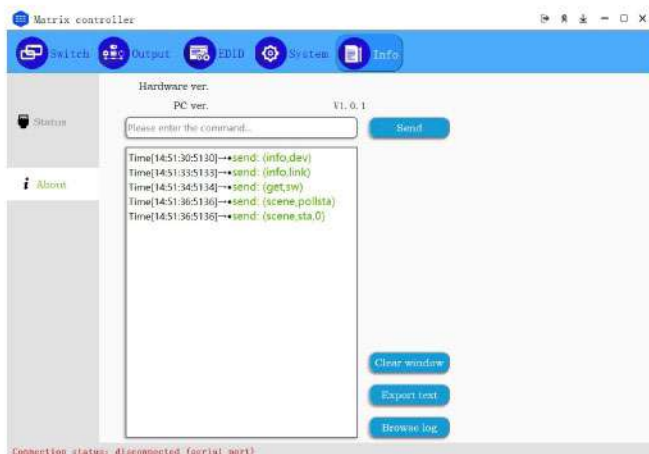 Matrix controller
Switch Output EDID System Info
Hardware ver.
PC ver. V1.0.1
Status
Please enter the command... Send
About
Time[14:51:30:5130]→•send: (info,dev)
Time[14:51:33:5133]→•send: (info,link)
Time[14:51:34:5134]→•send: (get,sw)
Time[14:51:36:5136]→•send: (scene,pollsta)
Time[14:51:36:5136]→•send: (scene,sta,0)
Clear window
Export text
Browse log
Connection status: disconnected (serial port)